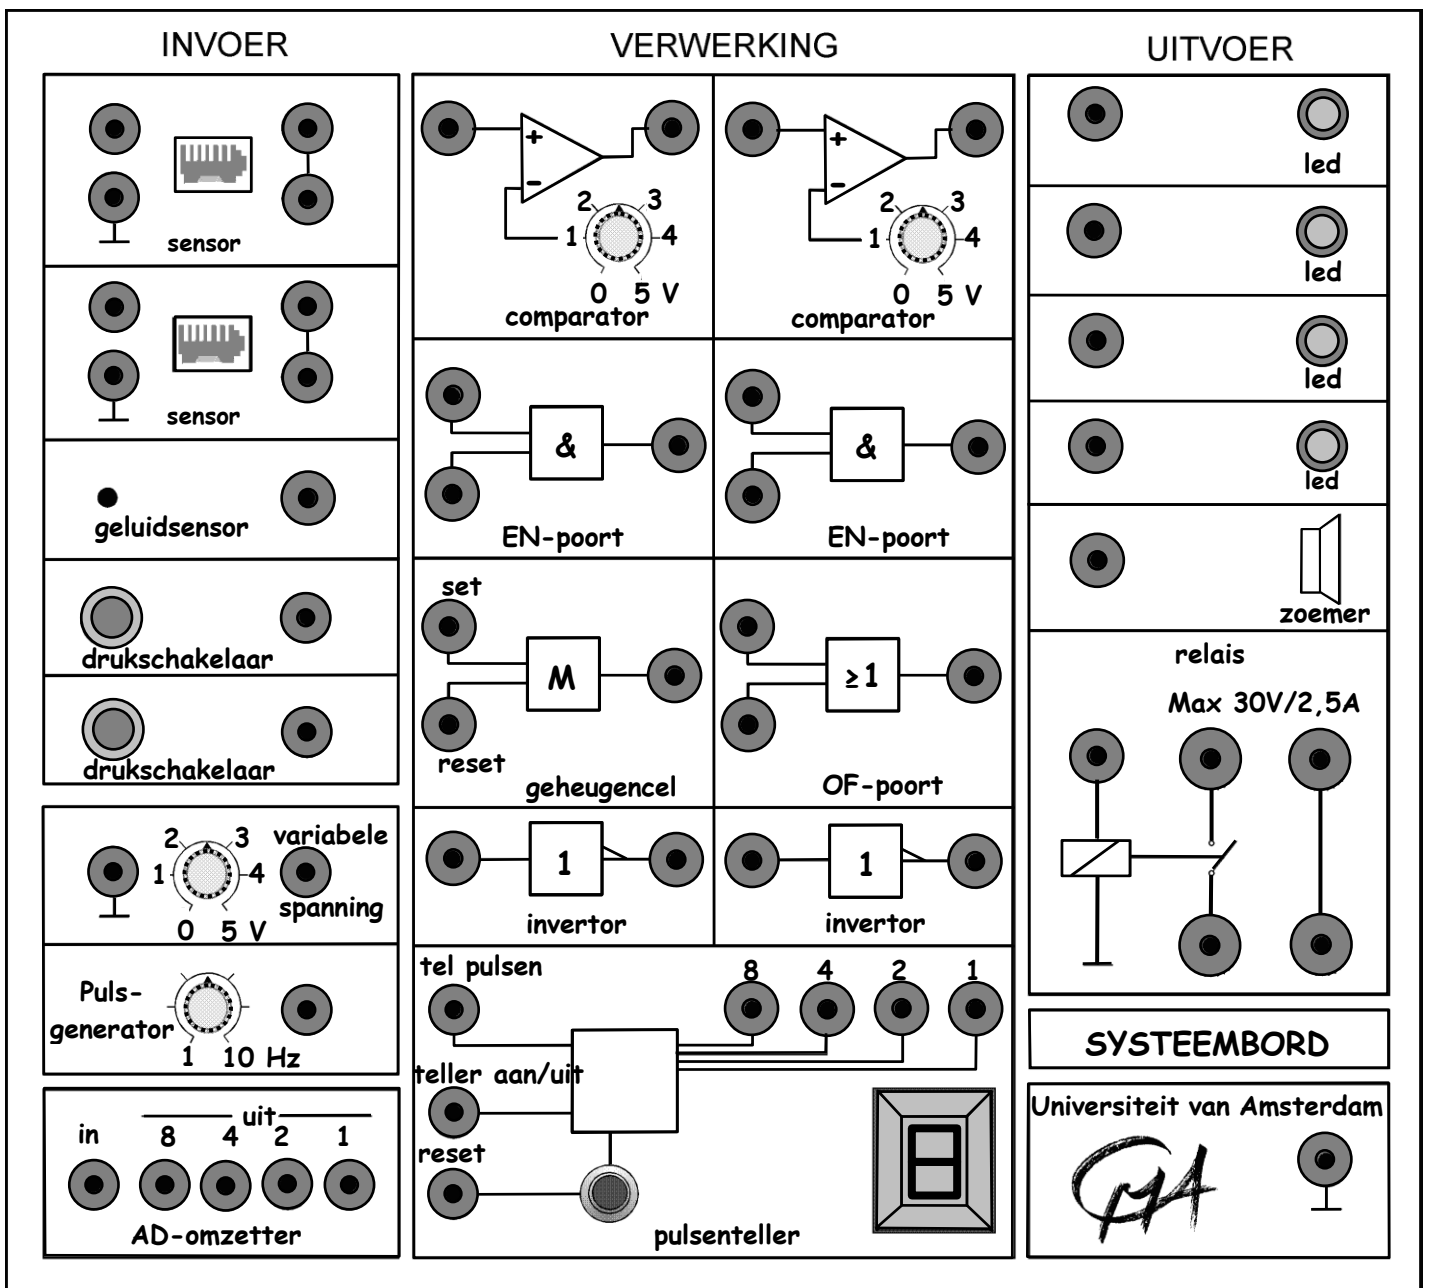 INVOER
sensor
sensor
geluidsensor
drukschakelaar
drukschakelaar
2 3 variabele
1 4
spanning
0 5 V
Puls-
generator
1 10 Hz
uit
in 8 4 2 1
AD-omzetter
VERWERKING
+
-
2 3
1 4
0 5 V
comparator
+
-
2 3
1 4
0 5 V
comparator
&
EN-poort
&
EN-poort
set
M
reset
geheugencel
≥1
OF-poort
1
invertor
1
invertor
tel pulsen
8 4 2 1
teller aan/uit
reset
8
pulsenteller
UITVOER
led
led
led
led
zoemer
relais
Max 30V/2,5A
SYSTEEMBORD
Universiteit van Amsterdam
CMA